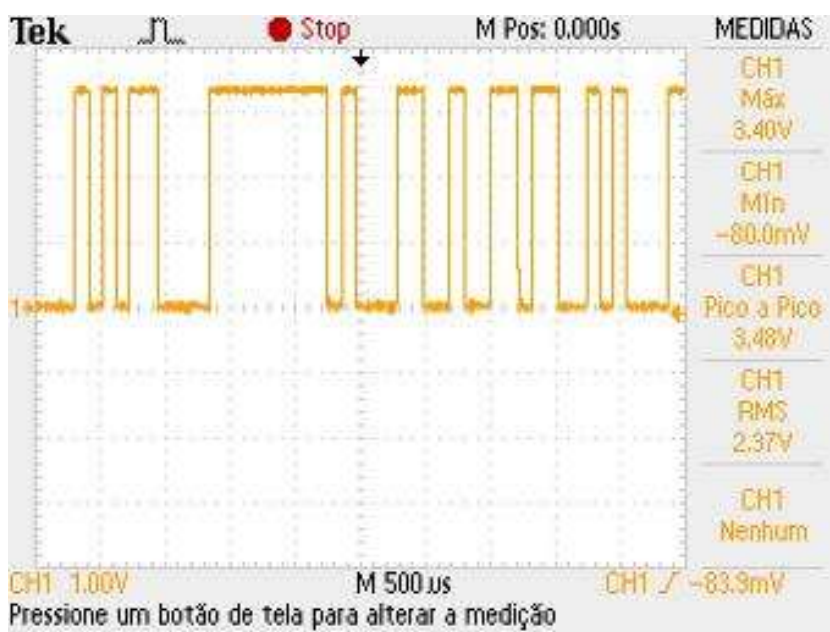 Tek Stop M Pos: 0.000s MEDIDAS
CH1
Máx
3.40V
CH1
Mín
-80.0mV
CH1
Pico a Pico
3.48V
CH1
RMS
2.37V
CH1
Nenhum
1
CH1 1.00V M 500us CH1 -83.9mV
Pressione um botão de tela para alterar a medição